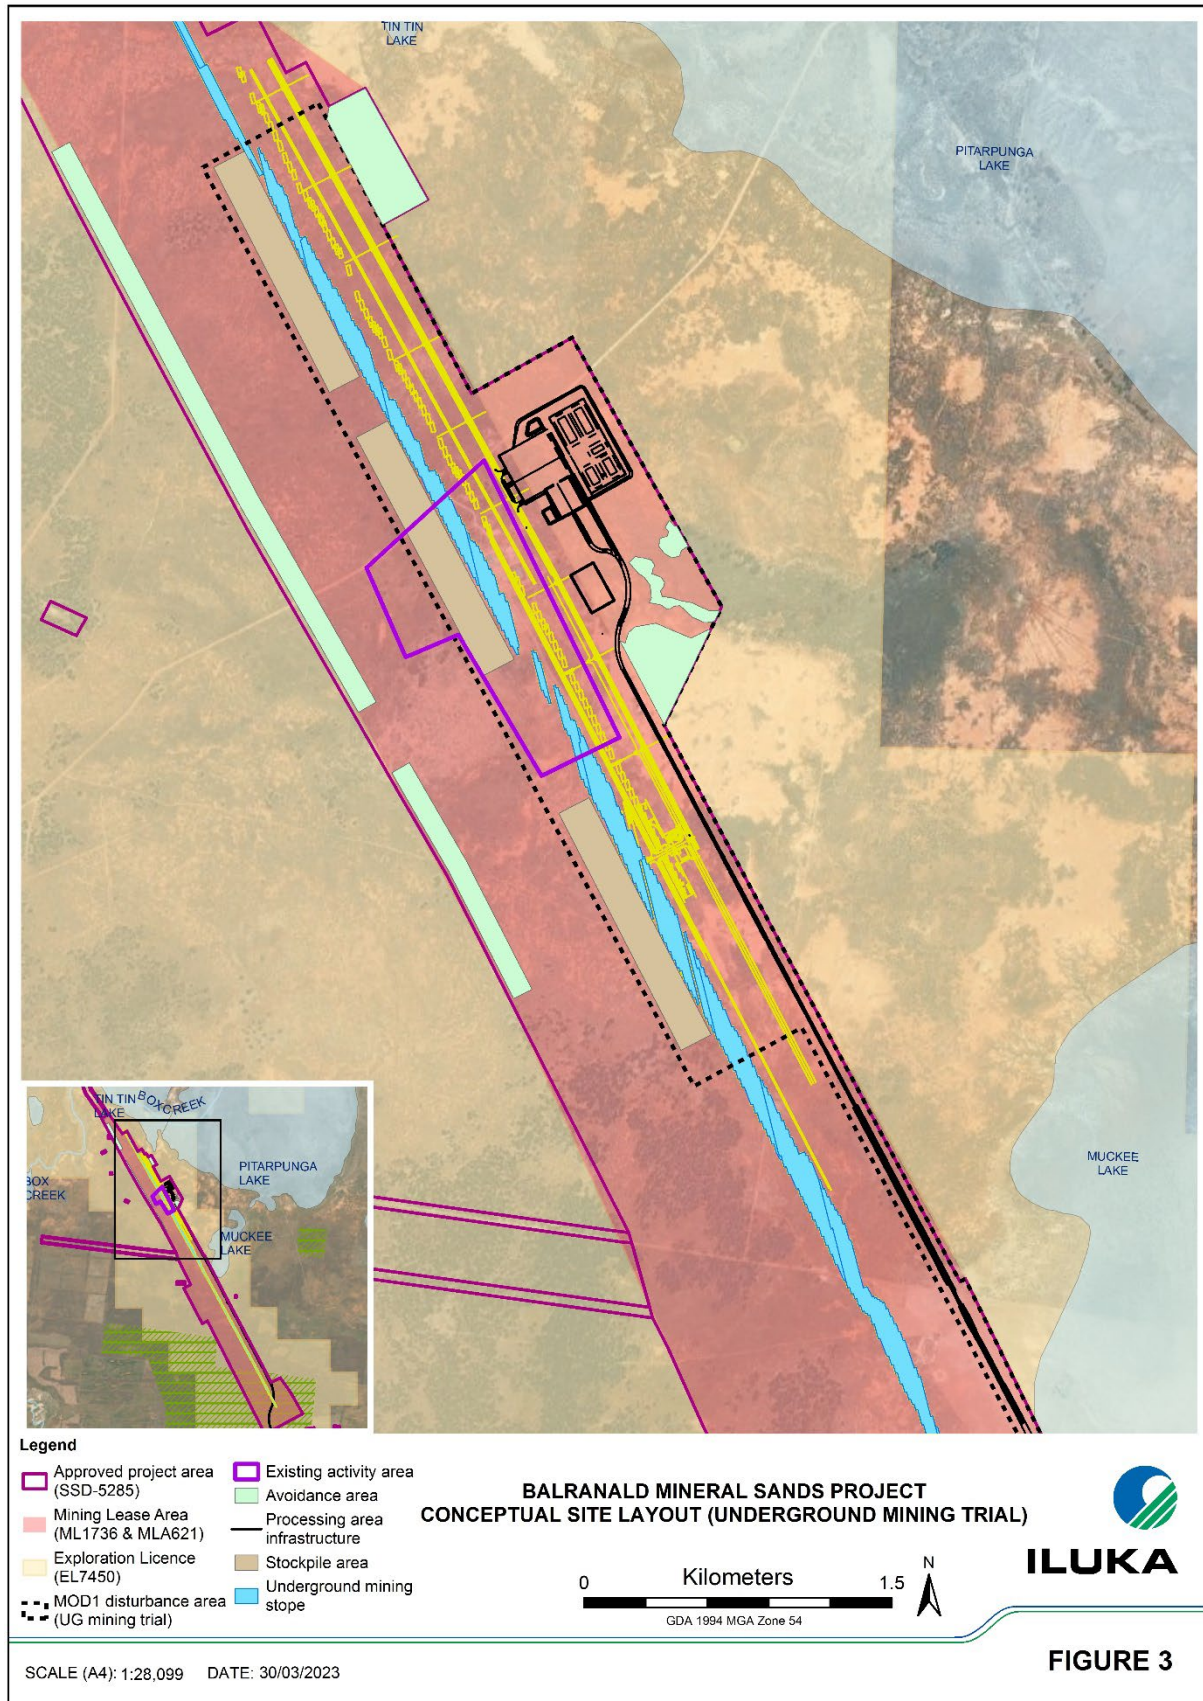 TIN TIN
LAKE
PITARPUNGA
LAKE
MUCKEE
LAKE
TIN TIN
LAKE
BOXCREEK
PITARPUNGA
LAKE
BOX
CREEK
MUCKEE
LAKE
Legend
Approved project area
(SSD-5285)
Mining Lease Area
(ML1736 & MLA621)
Exploration Licence
(EL7450)
MOD1 disturbance area
(UG mining trial)
Existing activity area
Avoidance area
Processing area
infrastructure
Stockpile area
Underground mining
stope
BALRANALD MINERAL SANDS PROJECT
CONCEPTUAL SITE LAYOUT (UNDERGROUND MINING TRIAL)
0 Kilometers 1.5
GDA 1994 MGA Zone 54
N
ILUKA
SCALE (A4): 1:28,099 DATE: 30/03/2023
FIGURE 3